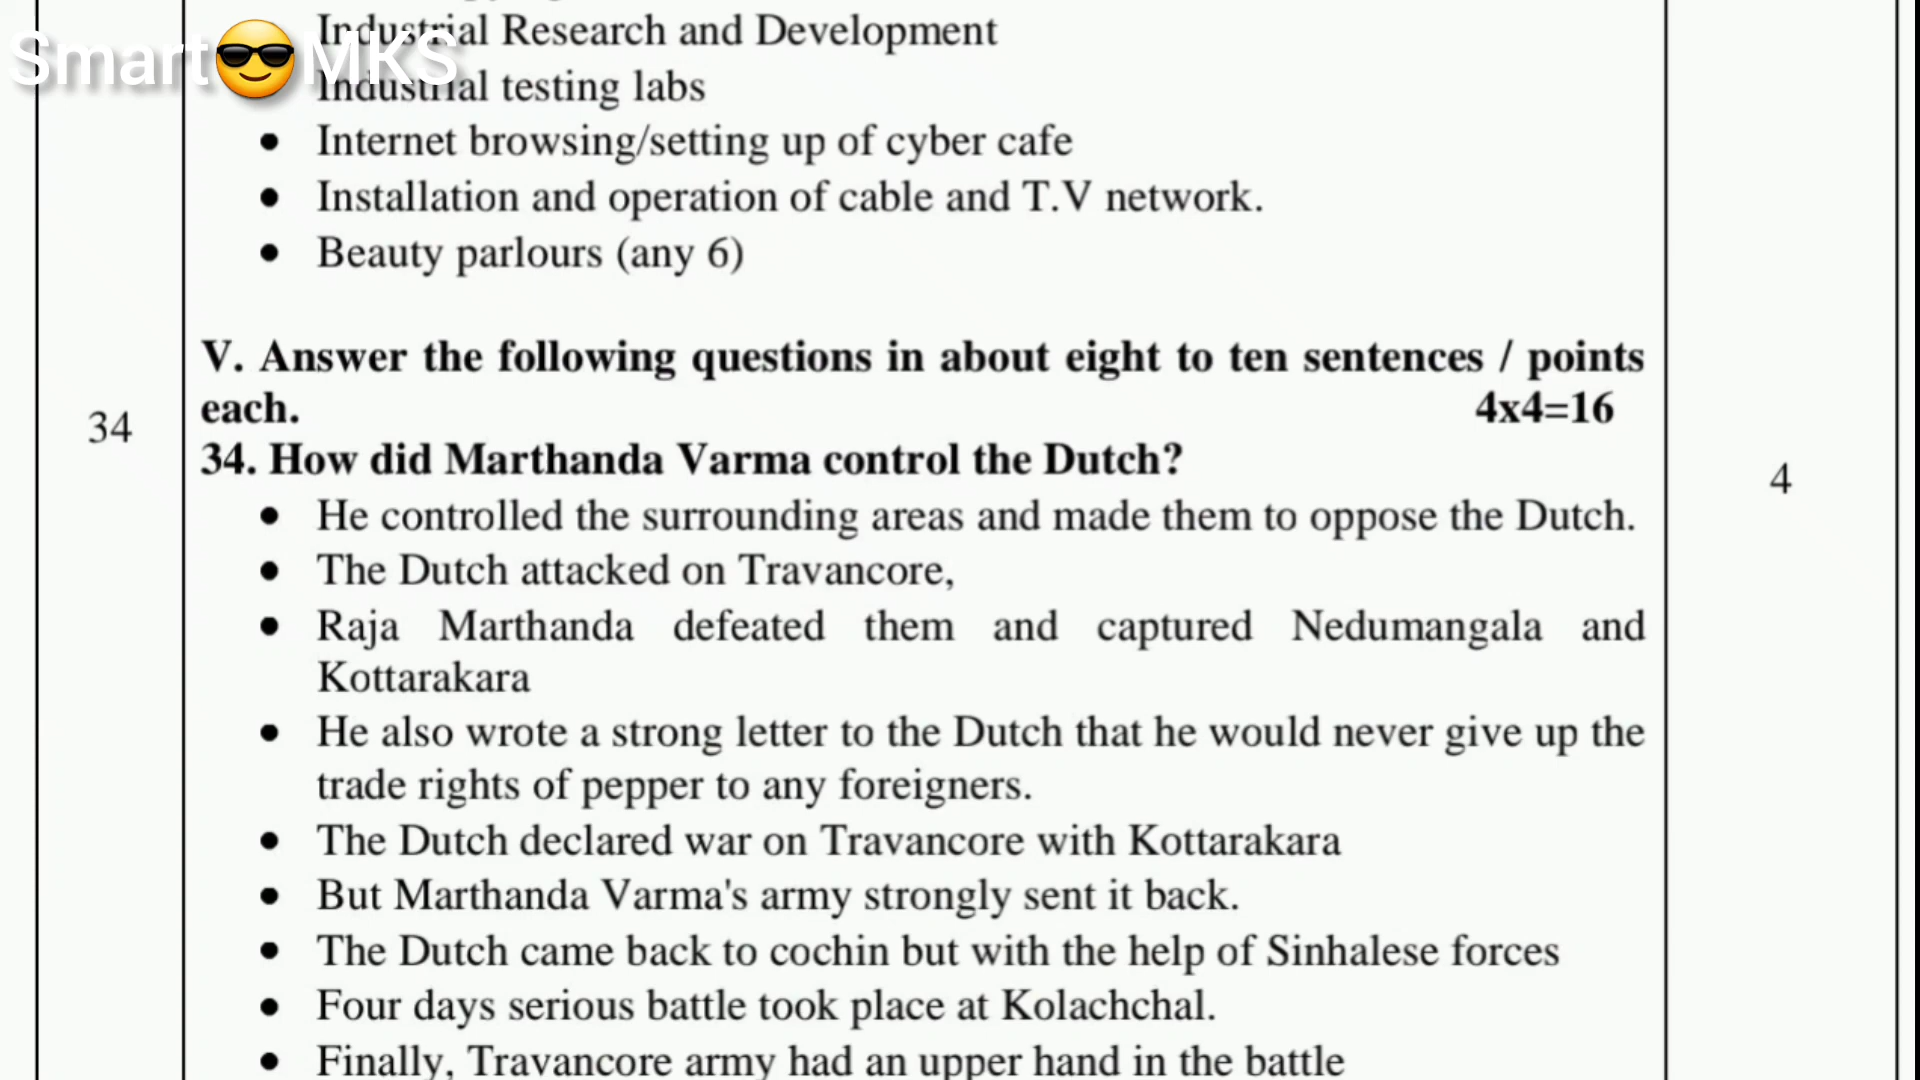 Industrial Research and Development
Smart MKS
Industrial testing labs
• Internet browsing/setting up of cyber cafe
• Installation and operation of cable and T.V network.
• Beauty parlours (any 6)
V. Answer the following questions in about eight to ten sentences / points
each. 4x4=16
34
34. How did Marthanda Varma control the Dutch?
4
• He controlled the surrounding areas and made them to oppose the Dutch.
• The Dutch attacked on Travancore,
• Raja Marthanda defeated them and captured Nedumangala and
Kottarakara
• He also wrote a strong letter to the Dutch that he would never give up the
trade rights of pepper to any foreigners.
• The Dutch declared war on Travancore with Kottarakara
• But Marthanda Varma's army strongly sent it back.
• The Dutch came back to cochin but with the help of Sinhalese forces
• Four days serious battle took place at Kolachchal.
• Finally, Travancore army had an upper hand in the battle